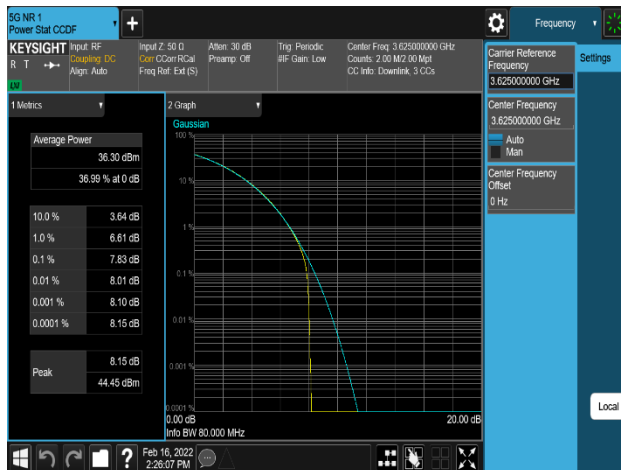 5G NR 1
Power Stat CCDF
Frequency
KEYSIGHT
R T
Input: RF
Coupling: DC
Align: Auto
Input Z: 50 Ω
Corr CCorr RCal
Freq Ref: Ext (S)
Atten: 30 dB
Preamp: Off
Trig: Periodic
#IF Gain: Low
Center Freq: 3.625000000 GHz
Counts: 2.00 M/2.00 Mpt
CC Info: Downlink, 3 CCs
Carrier Reference
Frequency
3.625000000 GHz
Settings
Center Frequency
3.625000000 GHz
Auto
Man
Center Frequency
Offset
0 Hz
Local
1 Metrics
Average Power
36.30 dBm
36.99 % at 0 dB
10.0 % 3.64 dB
1.0 % 6.61 dB
0.1 % 7.83 dB
0.01 % 8.01 dB
0.001 % 8.10 dB
0.0001 % 8.15 dB
Peak
8.15 dB
44.45 dBm
2 Graph
Gaussian
100 %
10 %
1 %
0.1 %
0.01 %
0.001 %
0.0001 %
0.00 dB
20.00 dB
Info BW 80.000 MHz
?
Feb 16, 2022
2:26:07 PM